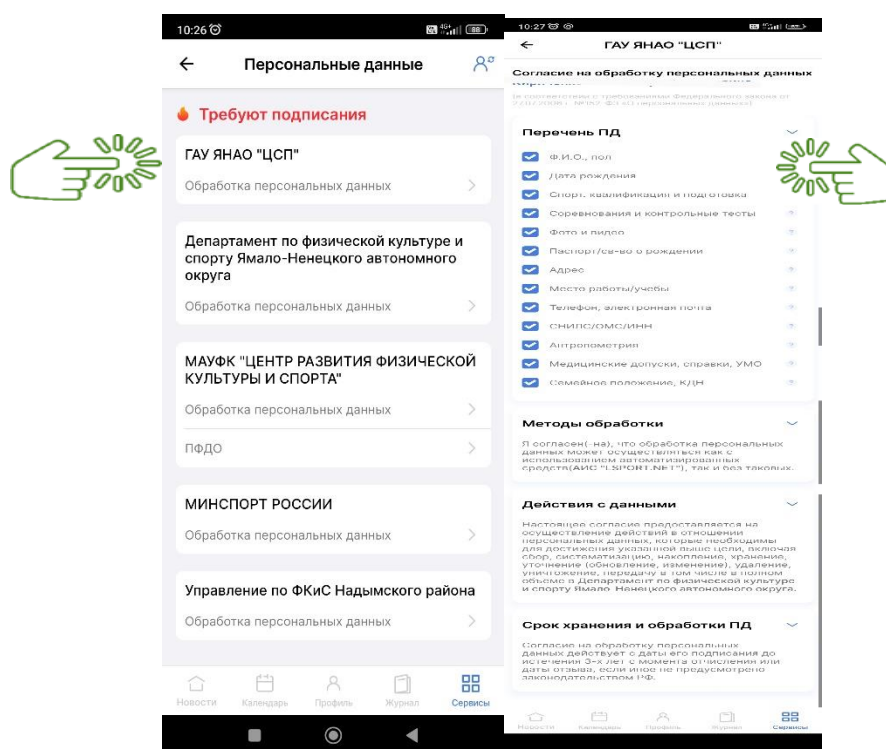 10:26
4G+
88
Персональные данные
Требуют подписания
ГАУ ЯНАО "ЦСП"
Обработка персональных данных
Департамент по физической культуре и
спорту Ямало-Ненецкого автономного
округа
Обработка персональных данных
МАУФК "ЦЕНТР РАЗВИТИЯ ФИЗИЧЕСКОЙ
КУЛЬТУРЫ И СПОРТА"
Обработка персональных данных
ПФДО
МИНСПОРТ РОССИИ
Обработка персональных данных
Управление по ФКиС Надымского района
Обработка персональных данных
Новости Календарь Профиль Журнал Сервисы
10:27
ГАУ ЯНАО "ЦСП"
Согласие на обработку персональных данных
(в соответствии с требованиями Федерального закона от
Перечень ПД
Ф.И.О., пол
Дата рождения
Спорт. квалификация и подготовка
Соревнования и контрольные тесты
Фото и видео
Паспорт/св-во о рождении
Адрес
Место работы/учебы
Телефон, электронная почта
СНИЛС/ОМС/ИНН
Антропометрия
Медицинские допуски, справки, УМО
Семейное положение, КДН
Методы обработки
Я согласен(-на), что обработка персональных
данных может осуществляться как с
использованием автоматизированных
средств(АИС "LSPORT.NET"), так и без таковых.
Действия с данными
Настоящее согласие предоставляется на
осуществление действий в отношении
персональных данных, которые необходимы
для достижения указанной выше цели, включая
сбор, систематизацию, накопление, хранение,
уточнение (обновление, изменение), удаление,
уничтожение, передачу в том числе в полном
объеме в Департамент по физической культуре
и спорту Ямало-Ненецкого автономного округа.
Срок хранения и обработки ПД
Согласие на обработку персональных
данных действует с даты его подписания до
истечения 3-х лет с момента отчисления или
даты отзыва, если иное не предусмотрено
законодательством РФ.
Новости Календарь Профиль Журнал Сервисы